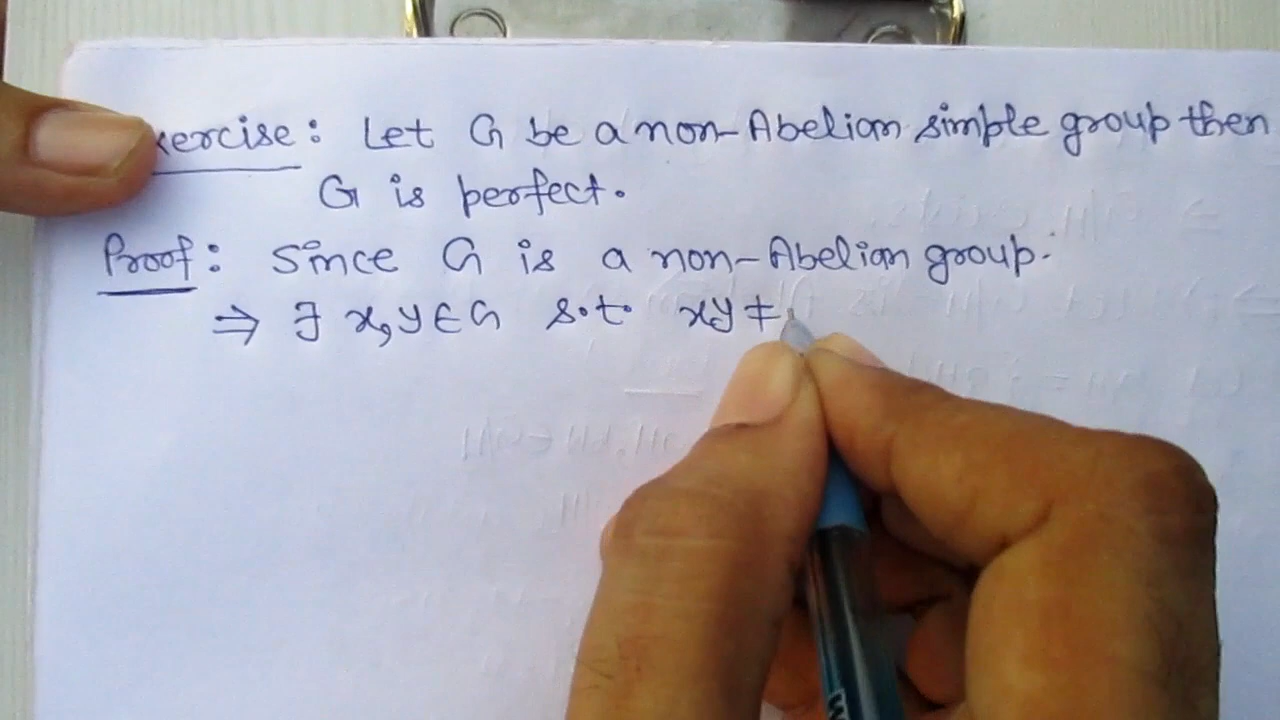 xercise: Let G be a non-Abelian simple group then
G is perfect.
Proof: Since G is a non-Abelian group.
⇒ ∃ x,y∈G s.t. xy ≠